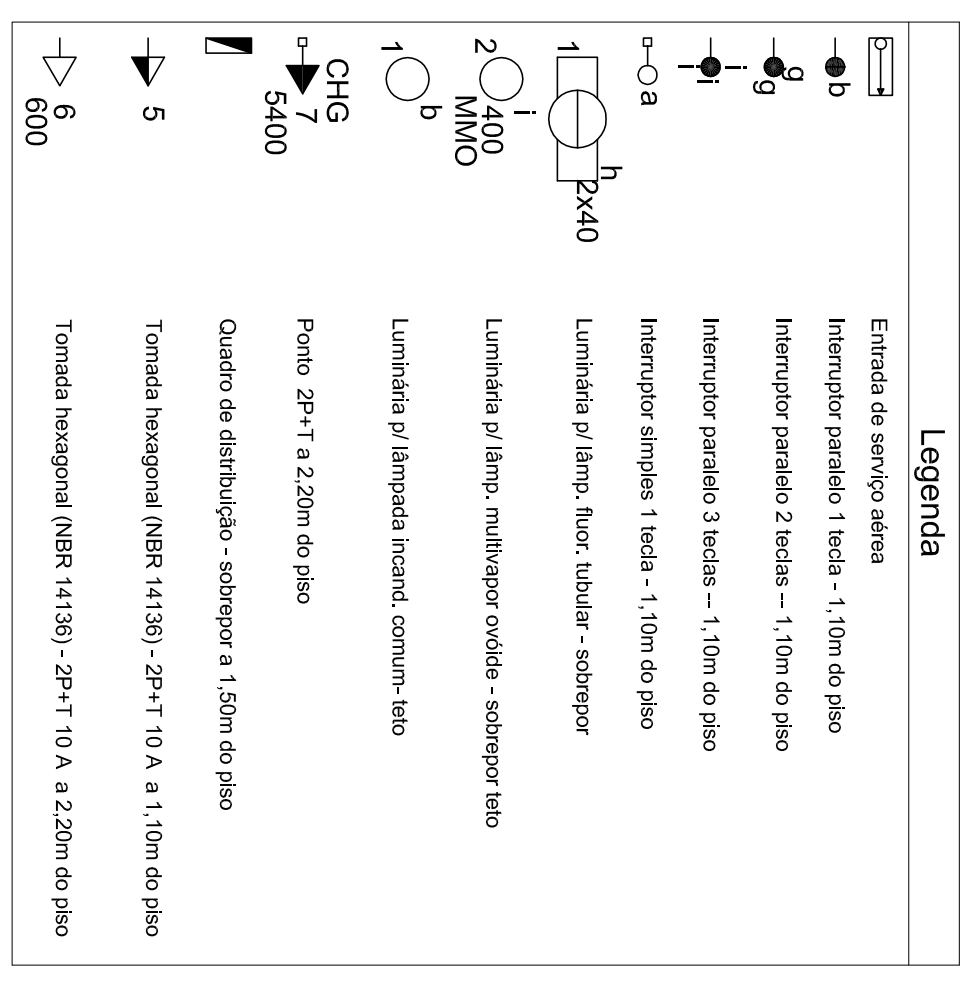 Legenda
Entrada de serviço aérea
b
Interruptor paralelo 1 tecla - 1,10m do piso
g
g
Interruptor paralelo 2 teclas -- 1,10m do piso
i
i
i
Interruptor paralelo 3 teclas -- 1,10m do piso
a
Interruptor simples 1 tecla - 1,10m do piso
h
1
2x40
Luminária p/ lâmp. fluor. tubular - sobrepor
i
2
400
MMO
Luminária p/ lâmp. multivapor ovóide - sobrepor teto
b
1
Luminária p/ lâmpada incand. comum- teto
CHG
7
5400
Ponto 2P+T a 2,20m do piso
Quadro de distribuição - sobrepor a 1,50m do piso
5
Tomada hexagonal (NBR 14136) - 2P+T 10 A a 1,10m do piso
6
600
Tomada hexagonal (NBR 14136) - 2P+T 10 A a 2,20m do piso